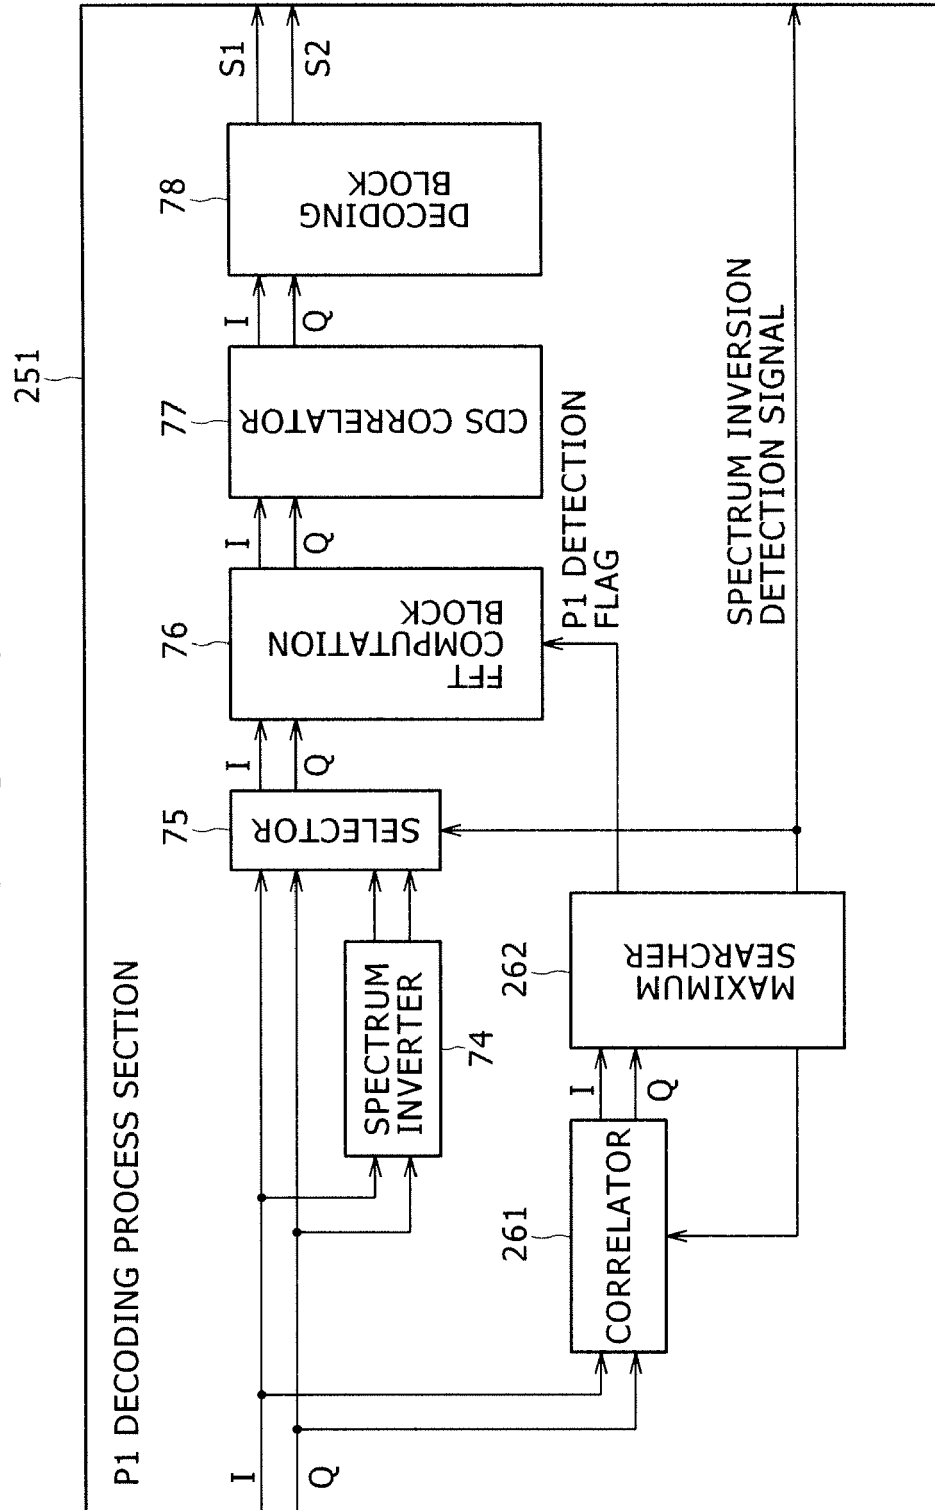 251
P1 DECODING PROCESS SECTION
I
Q
SPECTRUM
INVERTER
74
75
SELECTOR
I
Q
76
FFT
COMPUTATION
BLOCK
I
Q
77
CDS CORRELATOR
I
Q
78
DECODING
BLOCK
S1
S2
261
CORRELATOR
I
Q
262
MAXIMUM
SEARCHER
P1 DETECTION
FLAG
SPECTRUM INVERSION
DETECTION SIGNAL